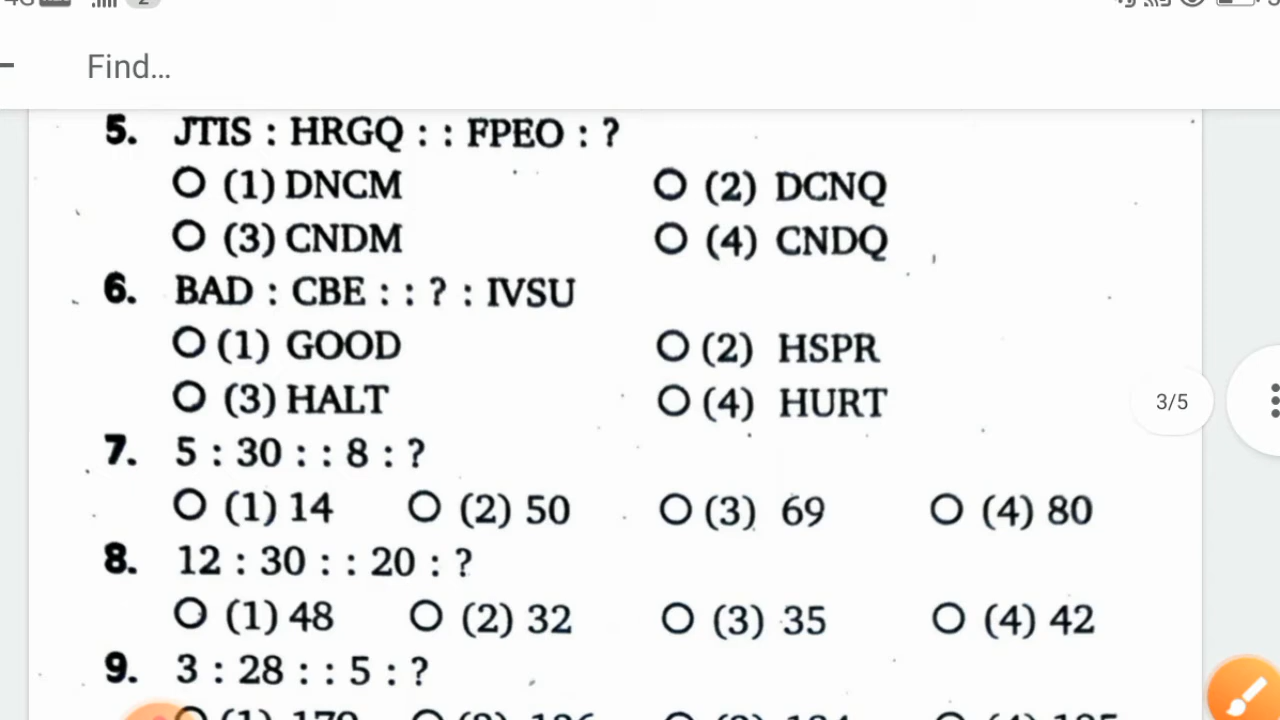 Find...
5. JTIS : HRGQ : : FPEO : ?
(1) DNCM (2) DCNQ
(3) CNDM (4) CNDQ
6. BAD : CBE : : ? : IVSU
(1) GOOD (2) HSPR
(3) HALT (4) HURT
7. 5 : 30 : : 8 : ?
(1) 14 (2) 50 (3) 69 (4) 80
8. 12 : 30 : : 20 : ?
(1) 48 (2) 32 (3) 35 (4) 42
9. 3 : 28 : : 5 : ?
3/5